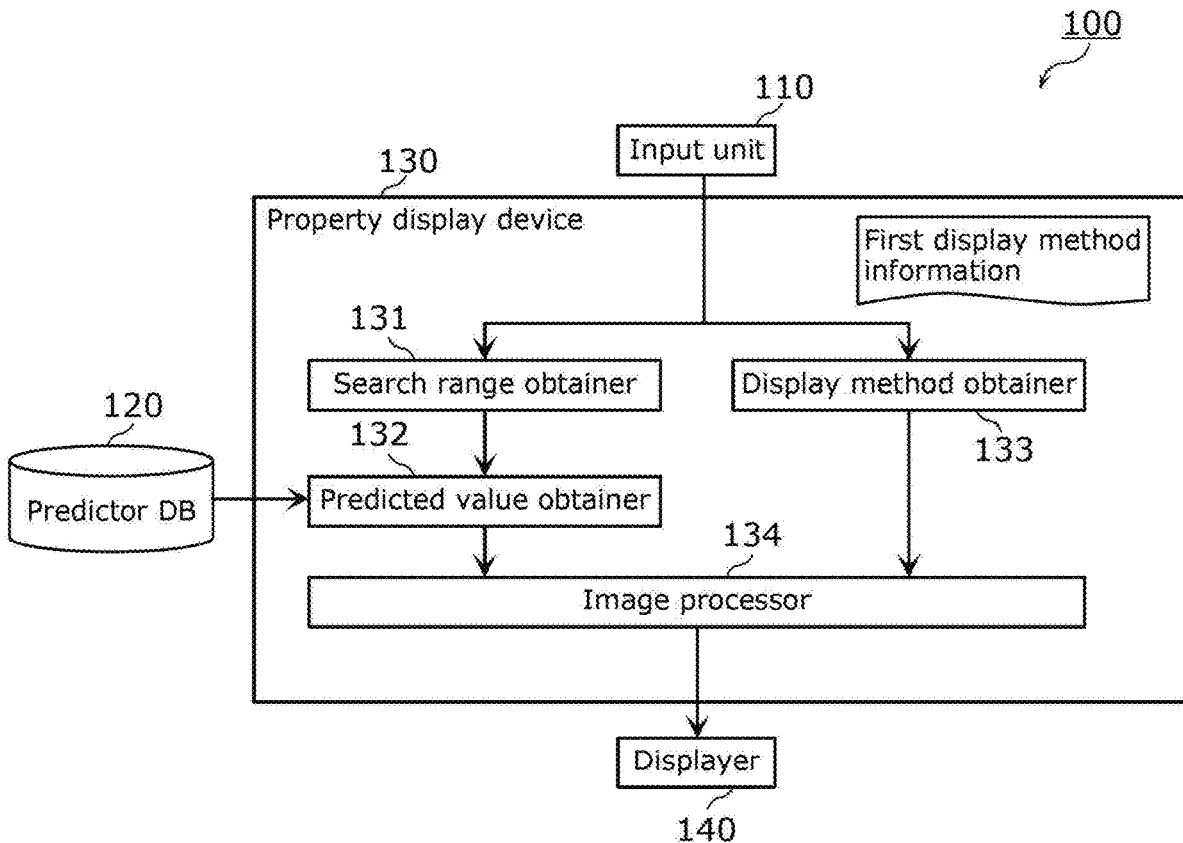 100
110
Input unit
130
Property display device
First display method
information
131
Search range obtainer
Display method obtainer
133
120
Predictor DB
132
Predicted value obtainer
134
Image processor
Displayer
140